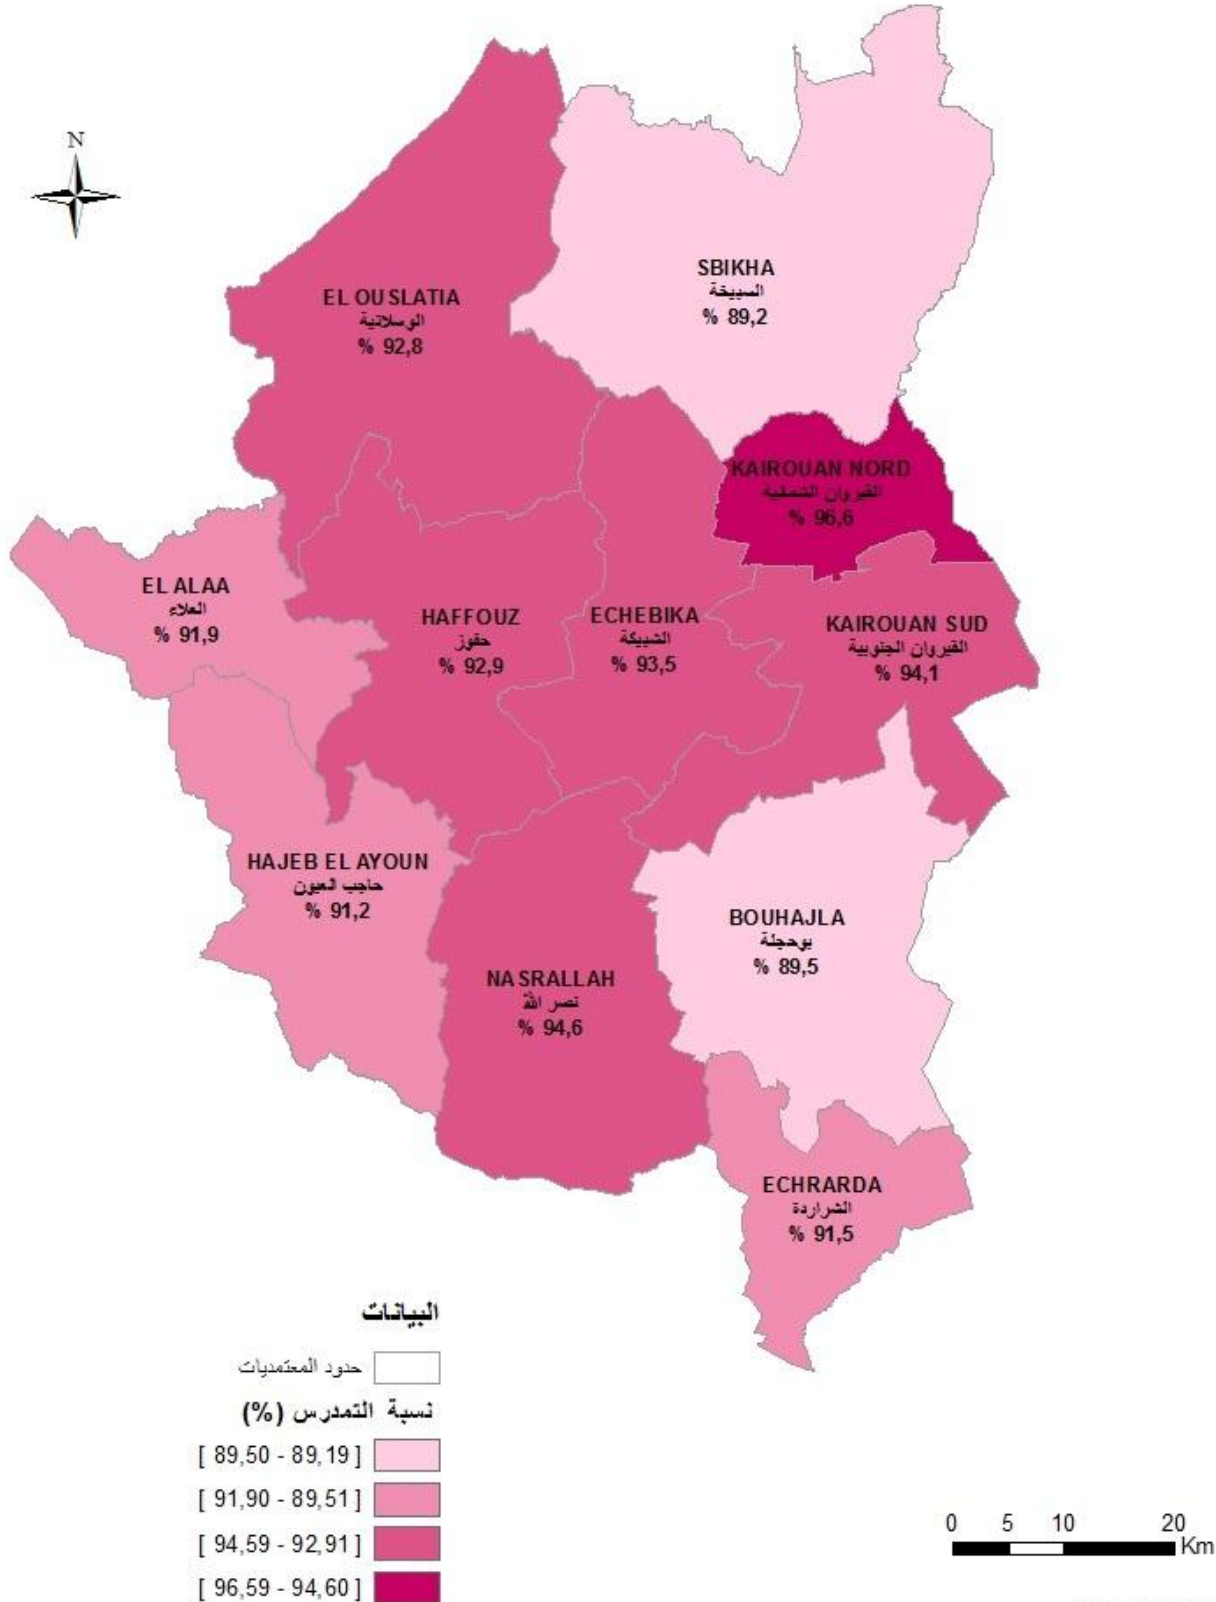 N
SBIKHA
السبيخة
% 89,2
EL OUSLATIA
الوسلاتية
% 92,8
KAIROUAN NORD
القيروان الشمالية
% 96,6
EL ALAA
العلاء
% 91,9
HAFFOUZ
حفوز
% 92,9
ECHEBIKA
الشبيكة
% 93,5
KAIROUAN SUD
القيروان الجنوبية
% 94,1
HAJEB EL AYOUN
حاجب العيون
% 91,2
BOUHAJLA
بوحجلة
% 89,5
NASRALLAH
نصر الله
% 94,6
ECHRARDA
الشراردة
% 91,5
البيانات
حدود المعتمديات
نسبة التمدرس (%)
[ 89,50 - 89,19 ]
[ 91,90 - 89,51 ]
[ 94,59 - 92,91 ]
[ 96,59 - 94,60 ]
0 5 10 20
Km